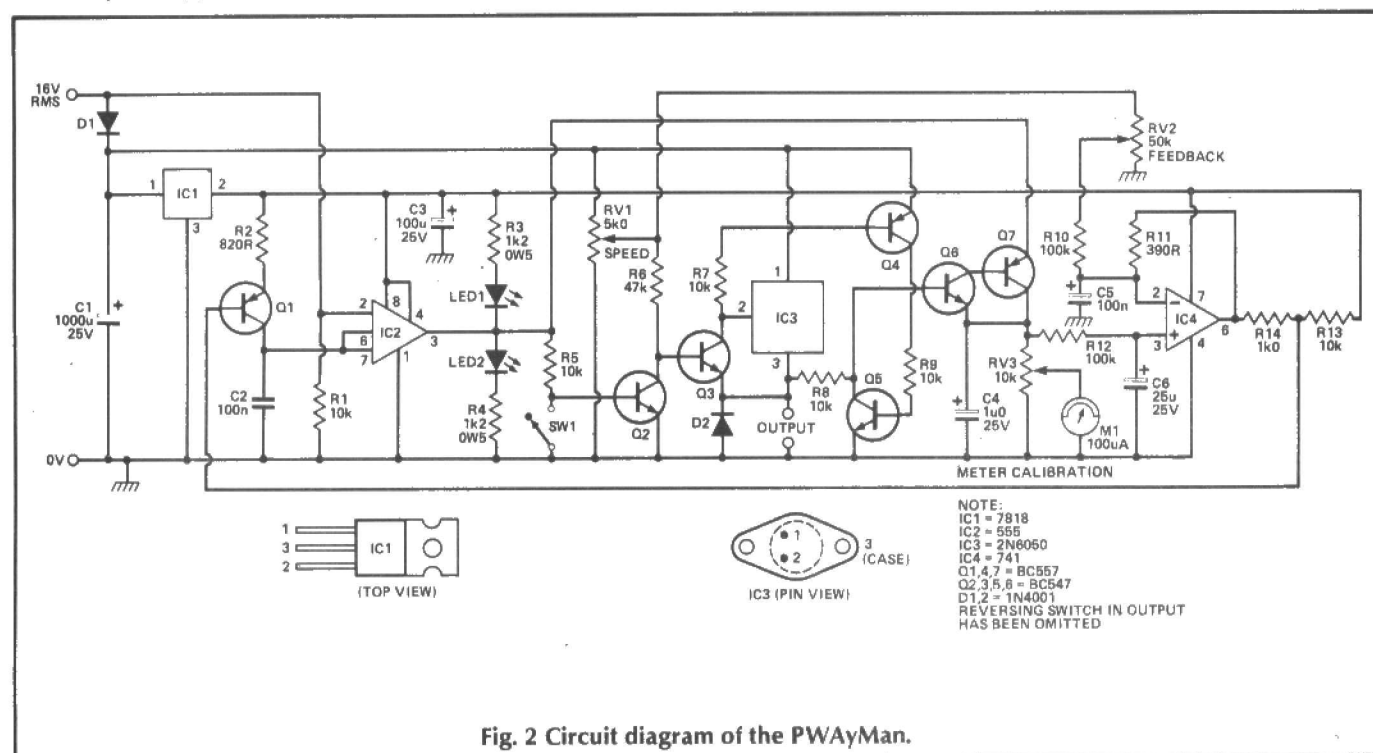 16V
RMS
D1
1
IC1
2
3
R2
820R
C3
100u
25V
R3
1k2
0W5
LED1
LED2
R4
1k2
0W5
C1
1000u
25V
Q1
C2
100n
R1
10k
2
8
4
IC2
6
7
3
1
R5
10k
SW1
RV1
5k0
SPEED
R6
47k
Q2
R7
10k
Q3
D2
1
2
IC3
3
R8
10k
OUTPUT
Q4
R9
10k
Q5
Q6
Q7
C4
1u0
25V
RV2
50k
FEEDBACK
R10
100k
R11
390R
C5
100n
R12
100k
RV3
10k
M1
100uA
2
7
IC4
6
3
4
C6
25u
25V
R14
1k0
R13
10k
0V
METER CALIBRATION
1
3
2
IC1
(TOP VIEW)
1
2
3
(CASE)
IC3 (PIN VIEW)
NOTE:
IC1 = 7818
IC2 = 555
IC3 = 2N6050
IC4 = 741
Q1,4,7 = BC557
Q2,3,5,6 = BC547
D1,2 = 1N4001
REVERSING SWITCH IN OUTPUT
HAS BEEN OMITTED
Fig. 2 Circuit diagram of the PWAyMan.